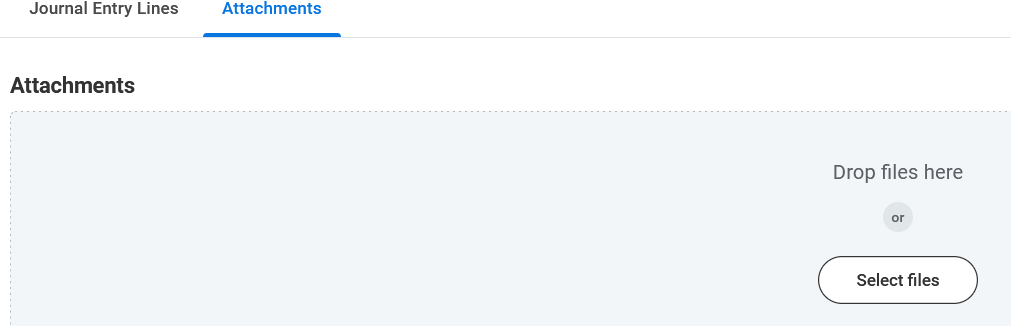 Journal Entry Lines Attachments
Attachments
Drop files here
or
Select files